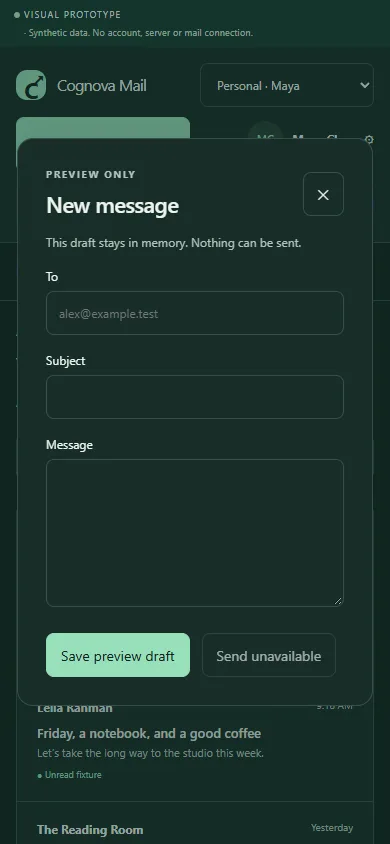 VISUAL PROTOTYPE
· Synthetic data. No account, server or mail connection.
Cognova Mail
Personal · Maya
PREVIEW ONLY
New message
This draft stays in memory. Nothing can be sent.
To
alex@example.test
Subject
Message
Save preview draft
Send unavailable
Leila Rahman
9:18 AM
Friday, a notebook, and a good coffee
Let's take the long way to the studio this week.
Unread fixture
The Reading Room
Yesterday